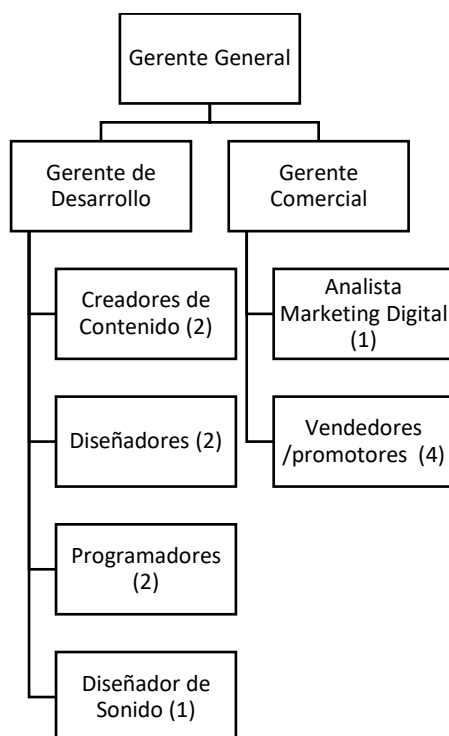 Gerente General
Gerente de
Desarrollo
Gerente
Comercial
Creadores de
Contenido (2)
Analista
Marketing Digital
(1)
Diseñadores (2)
Vendedores
/promotores (4)
Programadores
(2)
Diseñador de
Sonido (1)